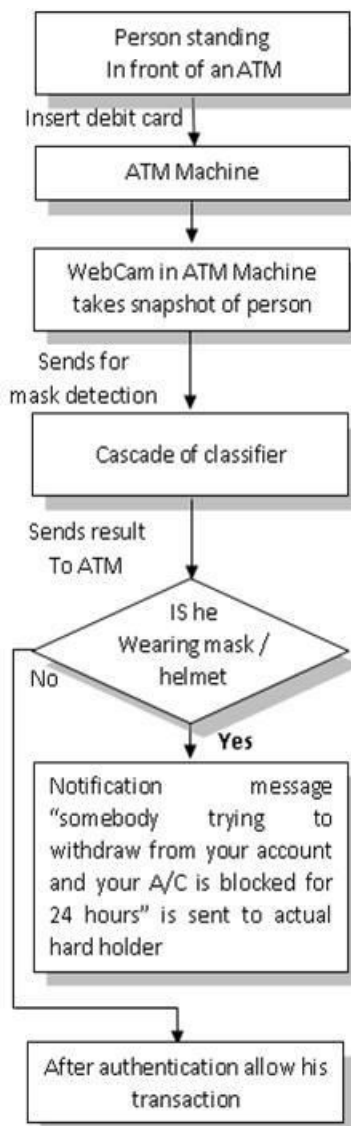 Person standing
In front of an ATM
Insert debit card
ATM Machine
WebCam in ATM Machine
takes snapshot of person
Sends for
mask detection
Cascade of classifier
Sends result
To ATM
IS he
Wearing mask /
helmet
No
Yes
Notification message
“somebody trying to
withdraw from your account
and your A/C is blocked for
24 hours” is sent to actual
hard holder
After authentication allow his
transaction